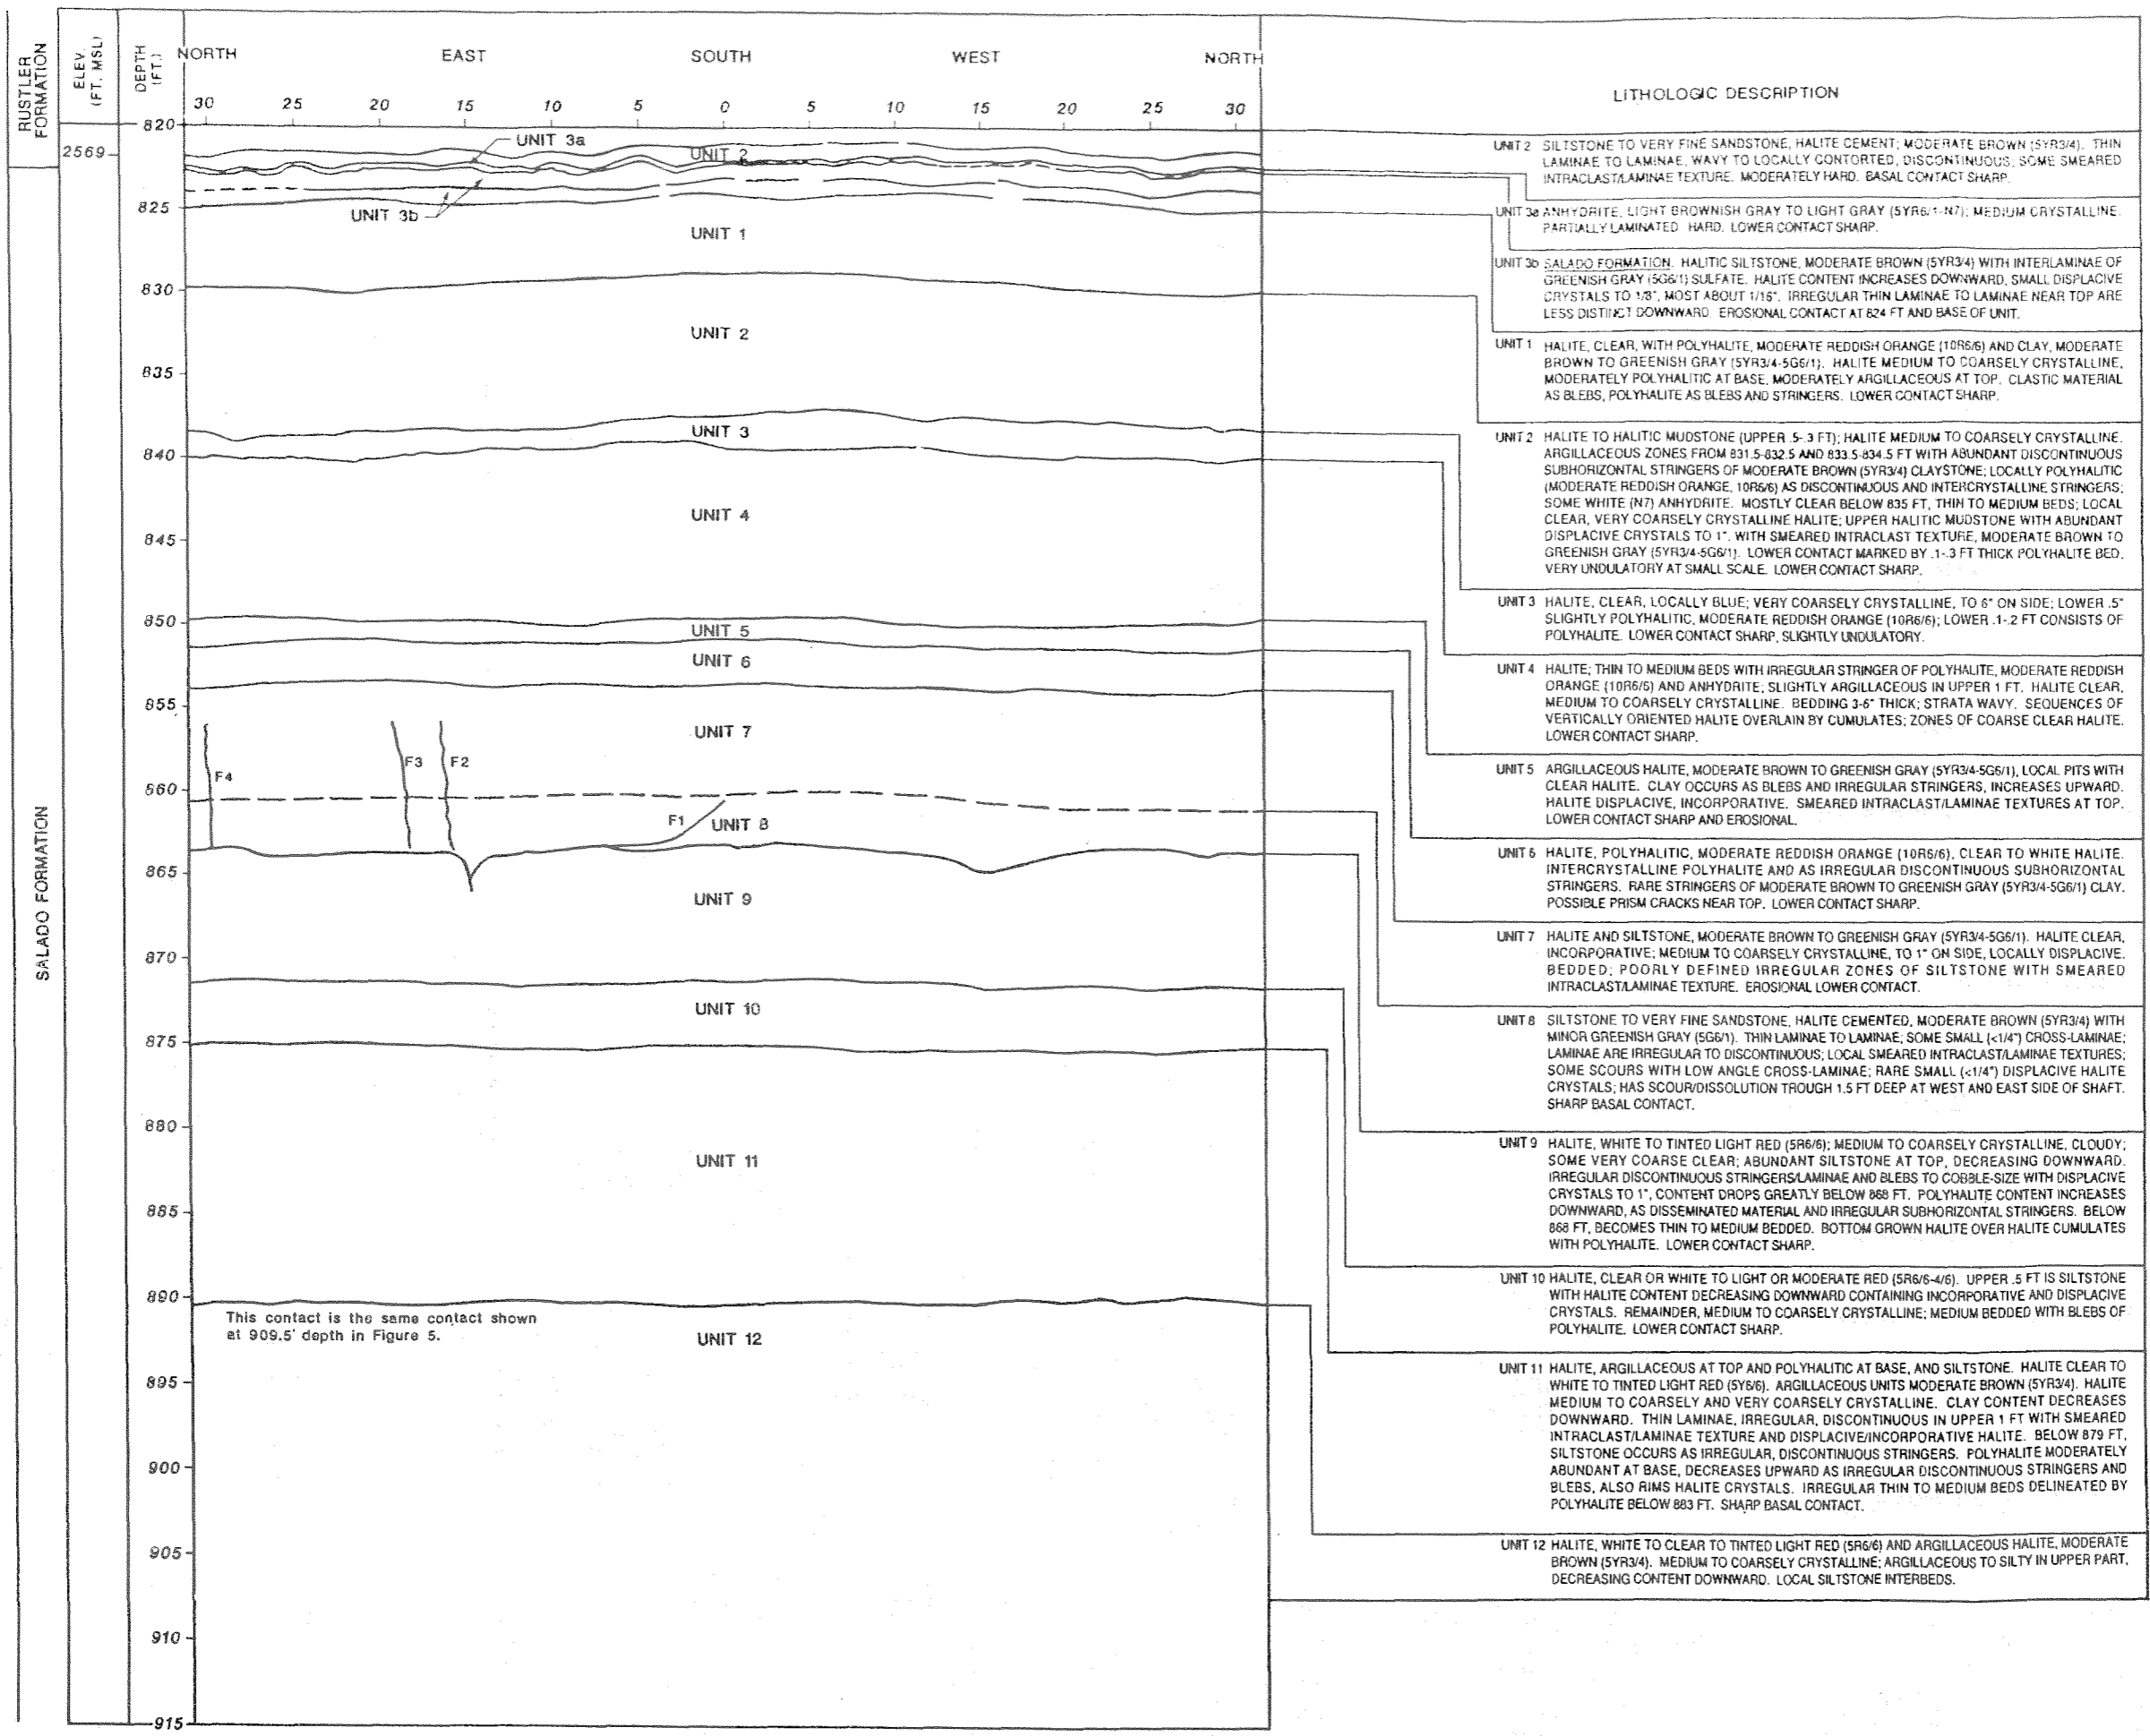 RUSTLER
FORMATION
ELEV.
(FT. MSL)
DEPTH
(FT.)
NORTH EAST SOUTH WEST NORTH
30 25 20 15 10 5 0 5 10 15 20 25 30
LITHOLOGIC DESCRIPTION
820
2569
825
830
835
840
845
850
855
860
865
870
875
880
885
890
895
900
905
910
915
SALADO FORMATION
UNIT 3a
UNIT 2
UNIT 3b
UNIT 1
UNIT 2
UNIT 3
UNIT 4
UNIT 5
UNIT 6
UNIT 7
F4
F3
F2
F1
UNIT 8
UNIT 9
UNIT 10
UNIT 11
This contact is the same contact shown
at 909.5' depth in Figure 5.
UNIT 12
UNIT 2 SILTSTONE TO VERY FINE SANDSTONE, HALITE CEMENT; MODERATE BROWN (5YR3/4). THIN
LAMINAE TO LAMINAE, WAVY TO LOCALLY CONTORTED, DISCONTINUOUS; SOME SMEARED
INTRACLAST/LAMINAE TEXTURE. MODERATELY HARD. BASAL CONTACT SHARP.
UNIT 3a ANHYDRITE, LIGHT BROWNISH GRAY TO LIGHT GRAY (5YR6/1-N7); MEDIUM CRYSTALLINE.
PARTIALLY LAMINATED HARD. LOWER CONTACT SHARP.
UNIT 3b SALADO FORMATION. HALITIC SILTSTONE, MODERATE BROWN (5YR3/4) WITH INTERLAMINAE OF
GREENISH GRAY (5G6/1) SULFATE. HALITE CONTENT INCREASES DOWNWARD, SMALL DISPLACIVE
CRYSTALS TO 1/8", MOST ABOUT 1/16". IRREGULAR THIN LAMINAE TO LAMINAE NEAR TOP ARE
LESS DISTINCT DOWNWARD. EROSIONAL CONTACT AT 824 FT AND BASE OF UNIT.
UNIT 1 HALITE, CLEAR, WITH POLYHALITE, MODERATE REDDISH ORANGE (10R6/6) AND CLAY, MODERATE
BROWN TO GREENISH GRAY (5YR3/4-5G6/1). HALITE MEDIUM TO COARSELY CRYSTALLINE,
MODERATELY POLYHALITIC AT BASE, MODERATELY ARGILLACEOUS AT TOP. CLASTIC MATERIAL
AS BLEBS, POLYHALITE AS BLEBS AND STRINGERS. LOWER CONTACT SHARP.
UNIT 2 HALITE TO HALITIC MUDSTONE (UPPER .5-.3 FT); HALITE MEDIUM TO COARSELY CRYSTALLINE.
ARGILLACEOUS ZONES FROM 831.5-832.5 AND 833.5-834.5 FT WITH ABUNDANT DISCONTINUOUS
SUBHORIZONTAL STRINGERS OF MODERATE BROWN (5YR3/4) CLAYSTONE; LOCALLY POLYHALITIC
(MODERATE REDDISH ORANGE, 10R6/6) AS DISCONTINUOUS AND INTERCRYSTALLINE STRINGERS;
SOME WHITE (N7) ANHYDRITE. MOSTLY CLEAR BELOW 835 FT, THIN TO MEDIUM BEDS; LOCAL
CLEAR, VERY COARSELY CRYSTALLINE HALITE; UPPER HALITIC MUDSTONE WITH ABUNDANT
DISPLACIVE CRYSTALS TO 1". WITH SMEARED INTRACLAST TEXTURE, MODERATE BROWN TO
GREENISH GRAY (5YR3/4-5G6/1). LOWER CONTACT MARKED BY .1-.3 FT THICK POLYHALITE BED,
VERY UNDULATORY AT SMALL SCALE. LOWER CONTACT SHARP.
UNIT 3 HALITE, CLEAR, LOCALLY BLUE; VERY COARSELY CRYSTALLINE, TO 6" ON SIDE; LOWER .5"
SLIGHTLY POLYHALITIC, MODERATE REDDISH ORANGE (10R6/6); LOWER .1-.2 FT CONSISTS OF
POLYHALITE. LOWER CONTACT SHARP, SLIGHTLY UNDULATORY.
UNIT 4 HALITE; THIN TO MEDIUM BEDS WITH IRREGULAR STRINGER OF POLYHALITE, MODERATE REDDISH
ORANGE (10R6/6) AND ANHYDRITE; SLIGHTLY ARGILLACEOUS IN UPPER 1 FT. HALITE CLEAR,
MEDIUM TO COARSELY CRYSTALLINE. BEDDING 3-6" THICK; STRATA WAVY. SEQUENCES OF
VERTICALLY ORIENTED HALITE OVERLAIN BY CUMULATES; ZONES OF COARSE CLEAR HALITE.
LOWER CONTACT SHARP.
UNIT 5 ARGILLACEOUS HALITE, MODERATE BROWN TO GREENISH GRAY (5YR3/4-5G6/1), LOCAL PITS WITH
CLEAR HALITE. CLAY OCCURS AS BLEBS AND IRREGULAR STRINGERS, INCREASES UPWARD.
HALITE DISPLACIVE, INCORPORATIVE. SMEARED INTRACLAST/LAMINAE TEXTURES AT TOP.
LOWER CONTACT SHARP AND EROSIONAL.
UNIT 6 HALITE, POLYHALITIC, MODERATE REDDISH ORANGE (10R6/6), CLEAR TO WHITE HALITE.
INTERCRYSTALLINE POLYHALITE AND AS IRREGULAR DISCONTINUOUS SUBHORIZONTAL
STRINGERS. RARE STRINGERS OF MODERATE BROWN TO GREENISH GRAY (5YR3/4-5G6/1) CLAY.
POSSIBLE PRISM CRACKS NEAR TOP. LOWER CONTACT SHARP.
UNIT 7 HALITE AND SILTSTONE, MODERATE BROWN TO GREENISH GRAY (5YR3/4-5G6/1). HALITE CLEAR,
INCORPORATIVE; MEDIUM TO COARSELY CRYSTALLINE, TO 1" ON SIDE, LOCALLY DISPLACIVE.
BEDDED; POORLY DEFINED IRREGULAR ZONES OF SILTSTONE WITH SMEARED
INTRACLAST/LAMINAE TEXTURE. EROSIONAL LOWER CONTACT.
UNIT 8 SILTSTONE TO VERY FINE SANDSTONE, HALITE CEMENTED, MODERATE BROWN (5YR3/4) WITH
MINOR GREENISH GRAY (5G6/1). THIN LAMINAE TO LAMINAE; SOME SMALL (<1/4") CROSS-LAMINAE;
LAMINAE ARE IRREGULAR TO DISCONTINUOUS; LOCAL SMEARED INTRACLAST/LAMINAE TEXTURES;
SOME SCOURS WITH LOW ANGLE CROSS-LAMINAE; RARE SMALL (<1/4") DISPLACIVE HALITE
CRYSTALS; HAS SCOUR/DISSOLUTION TROUGH 1.5 FT DEEP AT WEST AND EAST SIDE OF SHAFT.
SHARP BASAL CONTACT.
UNIT 9 HALITE, WHITE TO TINTED LIGHT RED (5R6/6); MEDIUM TO COARSELY CRYSTALLINE, CLOUDY;
SOME VERY COARSE CLEAR; ABUNDANT SILTSTONE AT TOP, DECREASING DOWNWARD.
IRREGULAR DISCONTINUOUS STRINGERS/LAMINAE AND BLEBS TO COBBLE-SIZE WITH DISPLACIVE
CRYSTALS TO 1", CONTENT DROPS GREATLY BELOW 868 FT. POLYHALITE CONTENT INCREASES
DOWNWARD, AS DISSEMINATED MATERIAL AND IRREGULAR SUBHORIZONTAL STRINGERS. BELOW
868 FT, BECOMES THIN TO MEDIUM BEDDED. BOTTOM GROWN HALITE OVER HALITE CUMULATES
WITH POLYHALITE. LOWER CONTACT SHARP.
UNIT 10 HALITE, CLEAR OR WHITE TO LIGHT OR MODERATE RED (5R6/6-4/6). UPPER .5 FT IS SILTSTONE
WITH HALITE CONTENT DECREASING DOWNWARD CONTAINING INCORPORATIVE AND DISPLACIVE
CRYSTALS. REMAINDER, MEDIUM TO COARSELY CRYSTALLINE; MEDIUM BEDDED WITH BLEBS OF
POLYHALITE. LOWER CONTACT SHARP.
UNIT 11 HALITE, ARGILLACEOUS AT TOP AND POLYHALITIC AT BASE, AND SILTSTONE. HALITE CLEAR TO
WHITE TO TINTED LIGHT RED (5Y6/6). ARGILLACEOUS UNITS MODERATE BROWN (5YR3/4). HALITE
MEDIUM TO COARSELY AND VERY COARSELY CRYSTALLINE. CLAY CONTENT DECREASES
DOWNWARD. THIN LAMINAE, IRREGULAR, DISCONTINUOUS IN UPPER 1 FT WITH SMEARED
INTRACLAST/LAMINAE TEXTURE AND DISPLACIVE/INCORPORATIVE HALITE. BELOW 879 FT,
SILTSTONE OCCURS AS IRREGULAR, DISCONTINUOUS STRINGERS. POLYHALITE MODERATELY
ABUNDANT AT BASE, DECREASES UPWARD AS IRREGULAR DISCONTINUOUS STRINGERS AND
BLEBS, ALSO RIMS HALITE CRYSTALS. IRREGULAR THIN TO MEDIUM BEDS DELINEATED BY
POLYHALITE BELOW 883 FT. SHARP BASAL CONTACT.
UNIT 12 HALITE, WHITE TO CLEAR TO TINTED LIGHT RED (5R6/6) AND ARGILLACEOUS HALITE, MODERATE
BROWN (5YR3/4). MEDIUM TO COARSELY CRYSTALLINE; ARGILLACEOUS TO SILTY IN UPPER PART,
DECREASING CONTENT DOWNWARD. LOCAL SILTSTONE INTERBEDS.